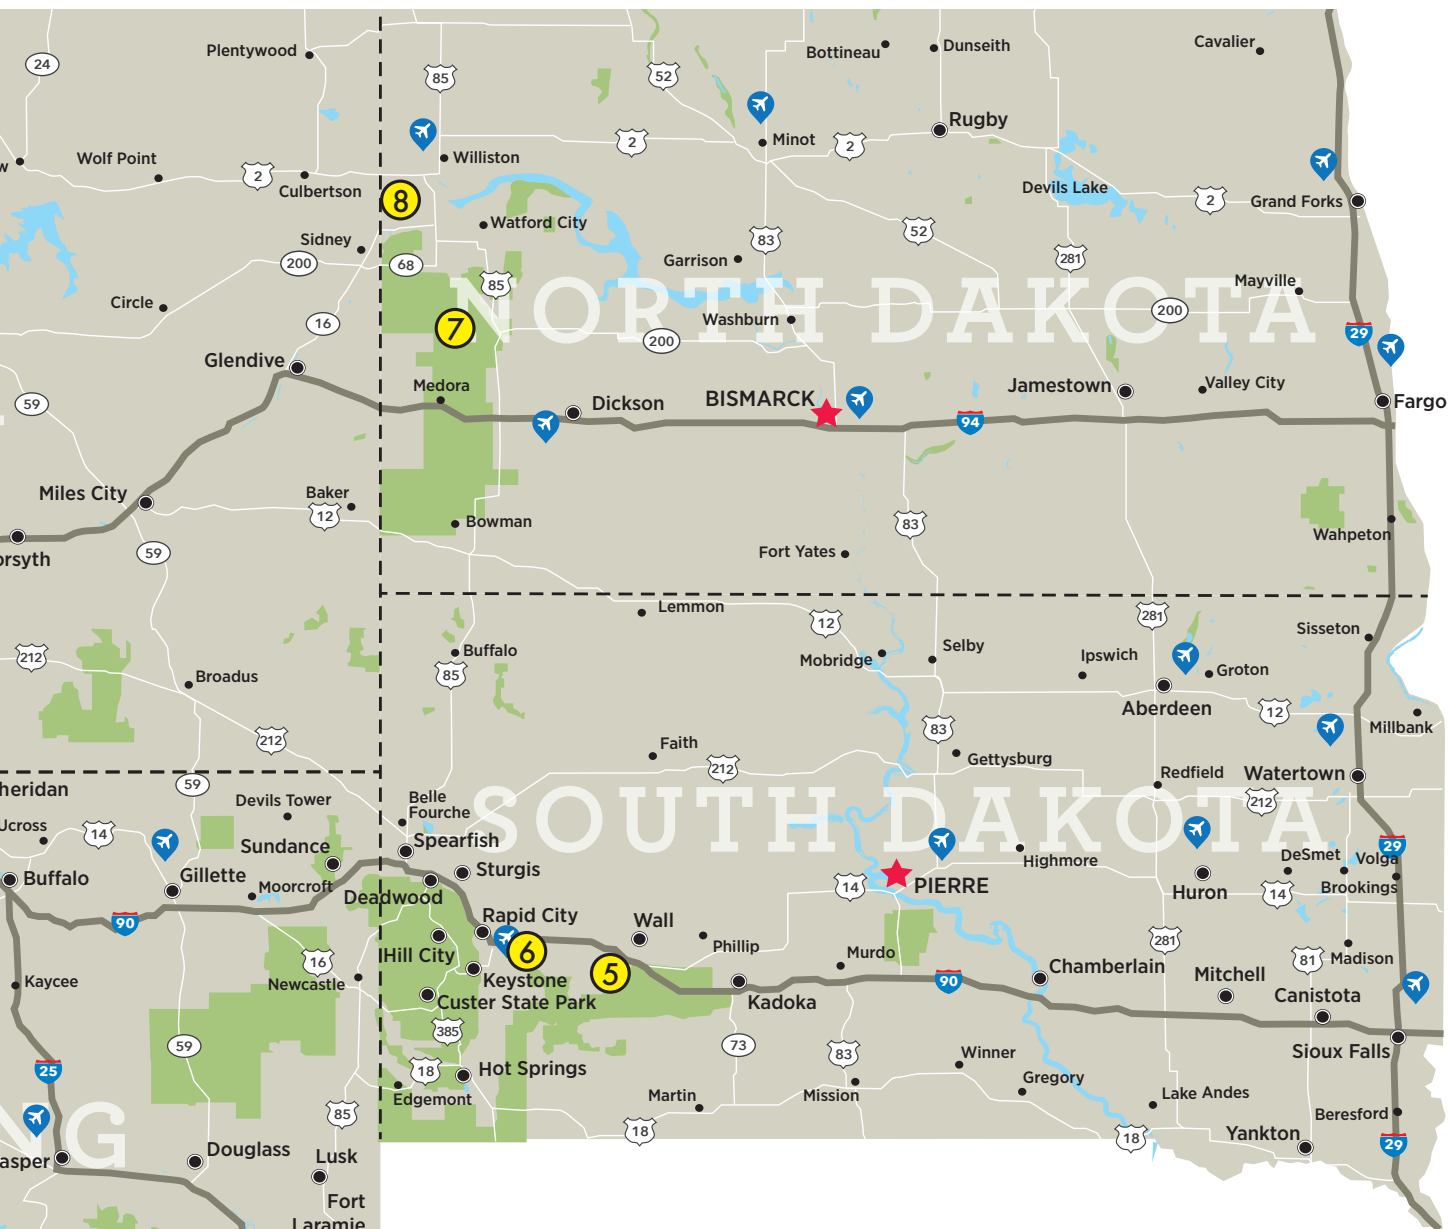 Plentywood
24
85
52
Bottineau
Dunseith
Cavalier
Rugby
Minot
2
2
Wolf Point
w
2
Culbertson
Williston
8
Devils Lake
2
Grand Forks
Watford City
52
Sidney
83
200
68
Garrison
281
85
Mayville
NORTH DAKOTA
Circle
16
7
200
Washburn
200
29
Glendive
Medora
59
Dickson
BISMARCK
94
Jamestown
Valley City
Fargo
Miles City
Baker
12
Bowman
83
Wahpeton
orsyth
59
Fort Yates
Lemmon
12
281
Sisseton
212
Buffalo
85
Mobridge
Selby
Ipswich
Groton
Broadus
Aberdeen
12
Millbank
212
Faith
212
83
Gettysburg
Redfield
Watertown
heridan
59
Devils Tower
Belle
Fourche
SOUTH DAKOTA
212
Ucross
14
Spearfish
29
Sundance
Highmore
DeSmet
Volga
Buffalo
Gillette
Moorcroft
Sturgis
Deadwood
14
PIERRE
Huron
14
Brookings
90
Rapid City
Wall
Phillip
6
Hill City
16
5
Murdo
281
81
Madison
Kaycee
Newcastle
Keystone
Custer State Park
Kadoka
90
Chamberlain
Mitchell
Canistota
59
385
73
83
Sioux Falls
25
18
Hot Springs
Winner
Edgemont
Martin
Mission
Gregory
Lake Andes
NG
85
18
18
Beresford
Yankton
29
asper
Douglass
Lusk
Fort
Laramie